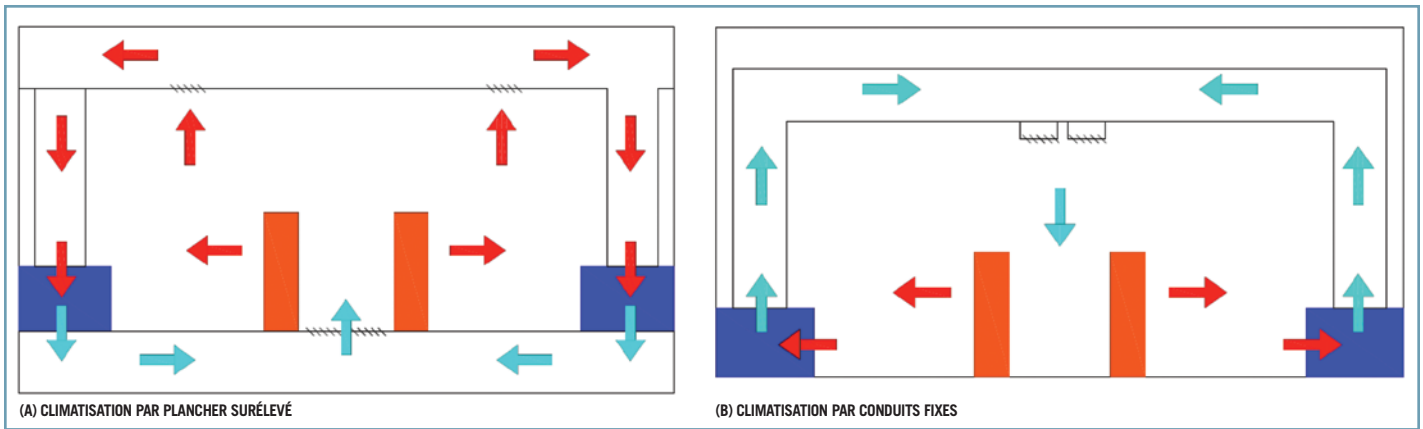 (A) CLIMATISATION PAR PLANCHER SURÉLEVÉ
(B) CLIMATISATION PAR CONDUITS FIXES